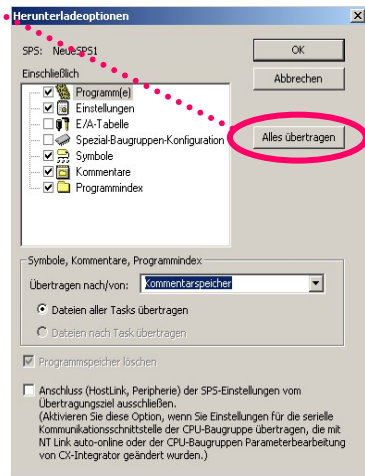 Herunterladeoptionen
SPS: NeueSPS1
OK
Einschließlich
Abbrechen
Programm(e)
Einstellungen
E/A-Tabelle
Alles übertragen
Spezial-Baugruppen-Konfiguration
Symbole
Kommentare
Programmindex
Symbole, Kommentare, Programmindex
Übertragen nach/von: Kommentarspeicher
Dateien aller Tasks übertragen
Dateien nach Task übertragen
Programmspeicher löschen
Anschluss (HostLink, Peripherie) der SPS-Einstellungen vom
Übertragungsziel ausschließen.
(Aktivieren Sie diese Option, wenn Sie Einstellungen für die serielle
Kommunikationsschnittstelle der CPU-Baugruppe übertragen, die mit
NT Link auto-online oder der CPU-Baugruppen Parameterbearbeitung
von CX-Integrator geändert wurden.)